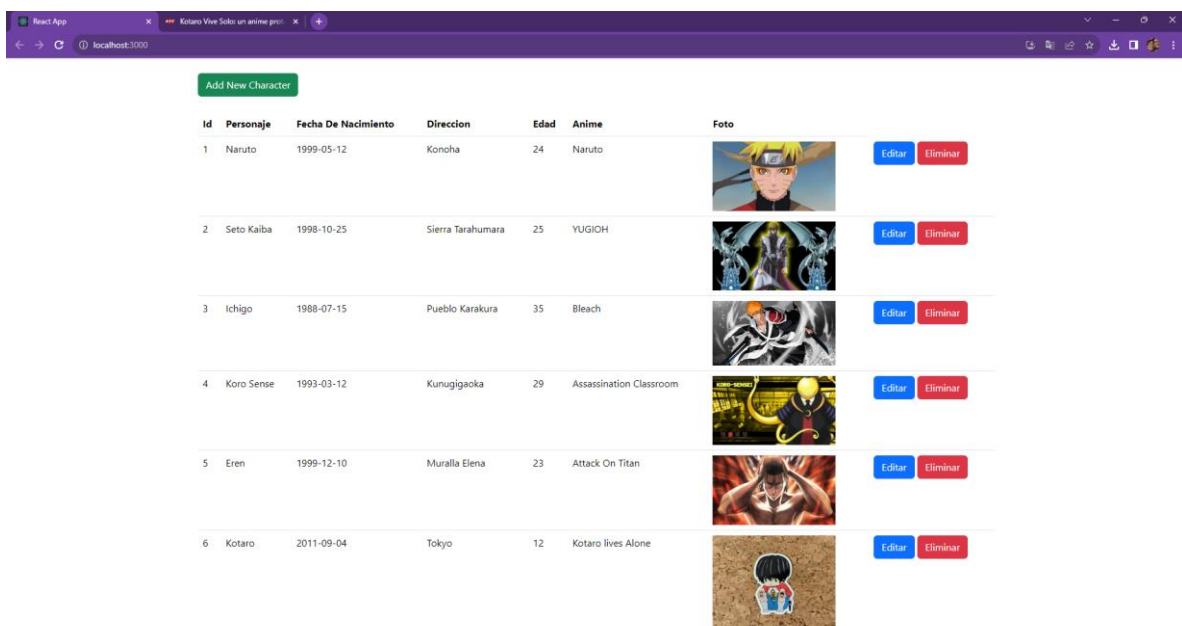 React App
Kotaro Vive Solo: un anime prot
localhost:3000
Add New Character
Id Personaje Fecha De Nacimiento Direccion Edad Anime Foto
1 Naruto 1999-05-12 Konoha 24 Naruto Editar Eliminar
2 Seto Kaiba 1998-10-25 Sierra Tarahumara 25 YUGIOH Editar Eliminar
3 Ichigo 1988-07-15 Pueblo Karakura 35 Bleach Editar Eliminar
4 Koro Sense 1993-03-12 Kunugigaoka 29 Assassination Classroom KORO-SENSEI Editar Eliminar
5 Eren 1999-12-10 Muralla Elena 23 Attack On Titan Editar Eliminar
6 Kotaro 2011-09-04 Tokyo 12 Kotaro lives Alone Editar Eliminar